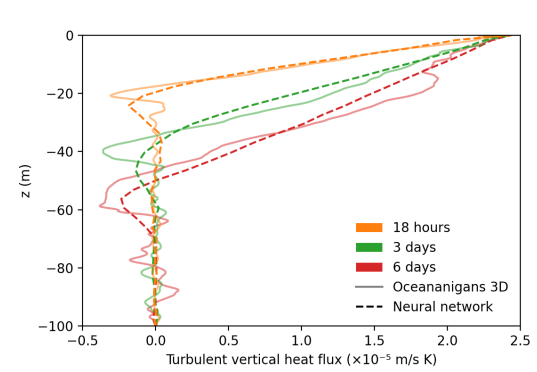 0
−20
−40
−60
−80
−100
z (m)
−0.5 0.0 0.5 1.0 1.5 2.0 2.5
Turbulent vertical heat flux (×10⁻⁵ m/s K)
18 hours
3 days
6 days
Oceananigans 3D
Neural network